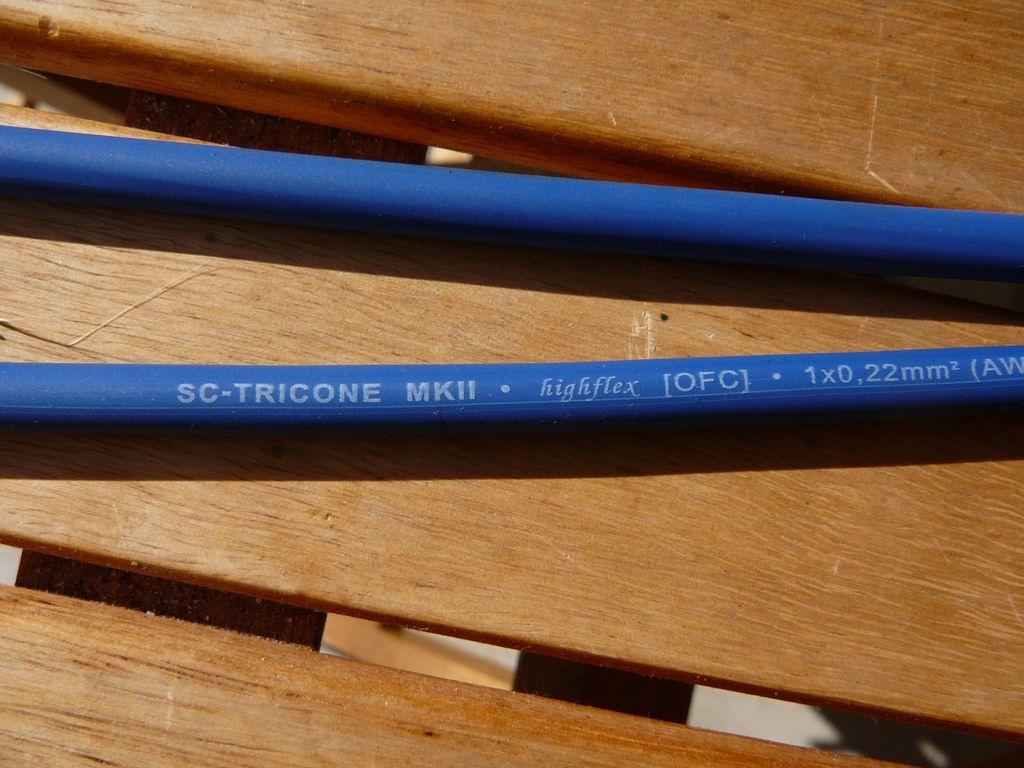 SC-TRICONE MKII • highflex [OFC] • 1x0,22mm² (AW